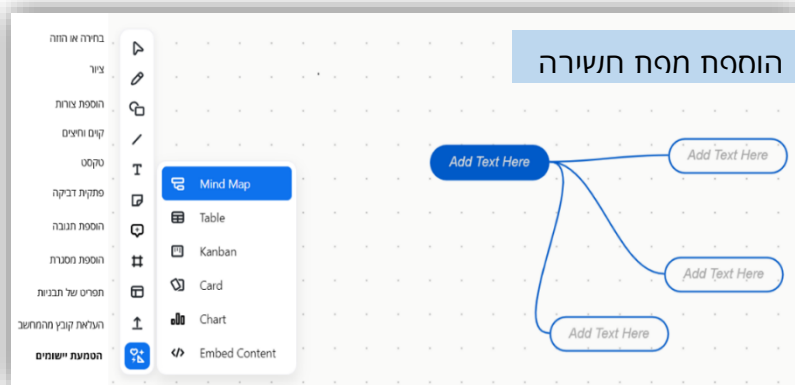 הוספת מפת חשיבה
בחירה או הזזה
ציור
הוספת צורות
קווים וחיצים
טקסט
פתקית דביקה
הוספת תגובה
הוספת מסגרת
תפריט של תבניות
העלאת קובץ מהמחשב
הטמעת יישומים
Mind Map
Table
Kanban
Card
Chart
Embed Content
Add Text Here
Add Text Here
Add Text Here
Add Text Here